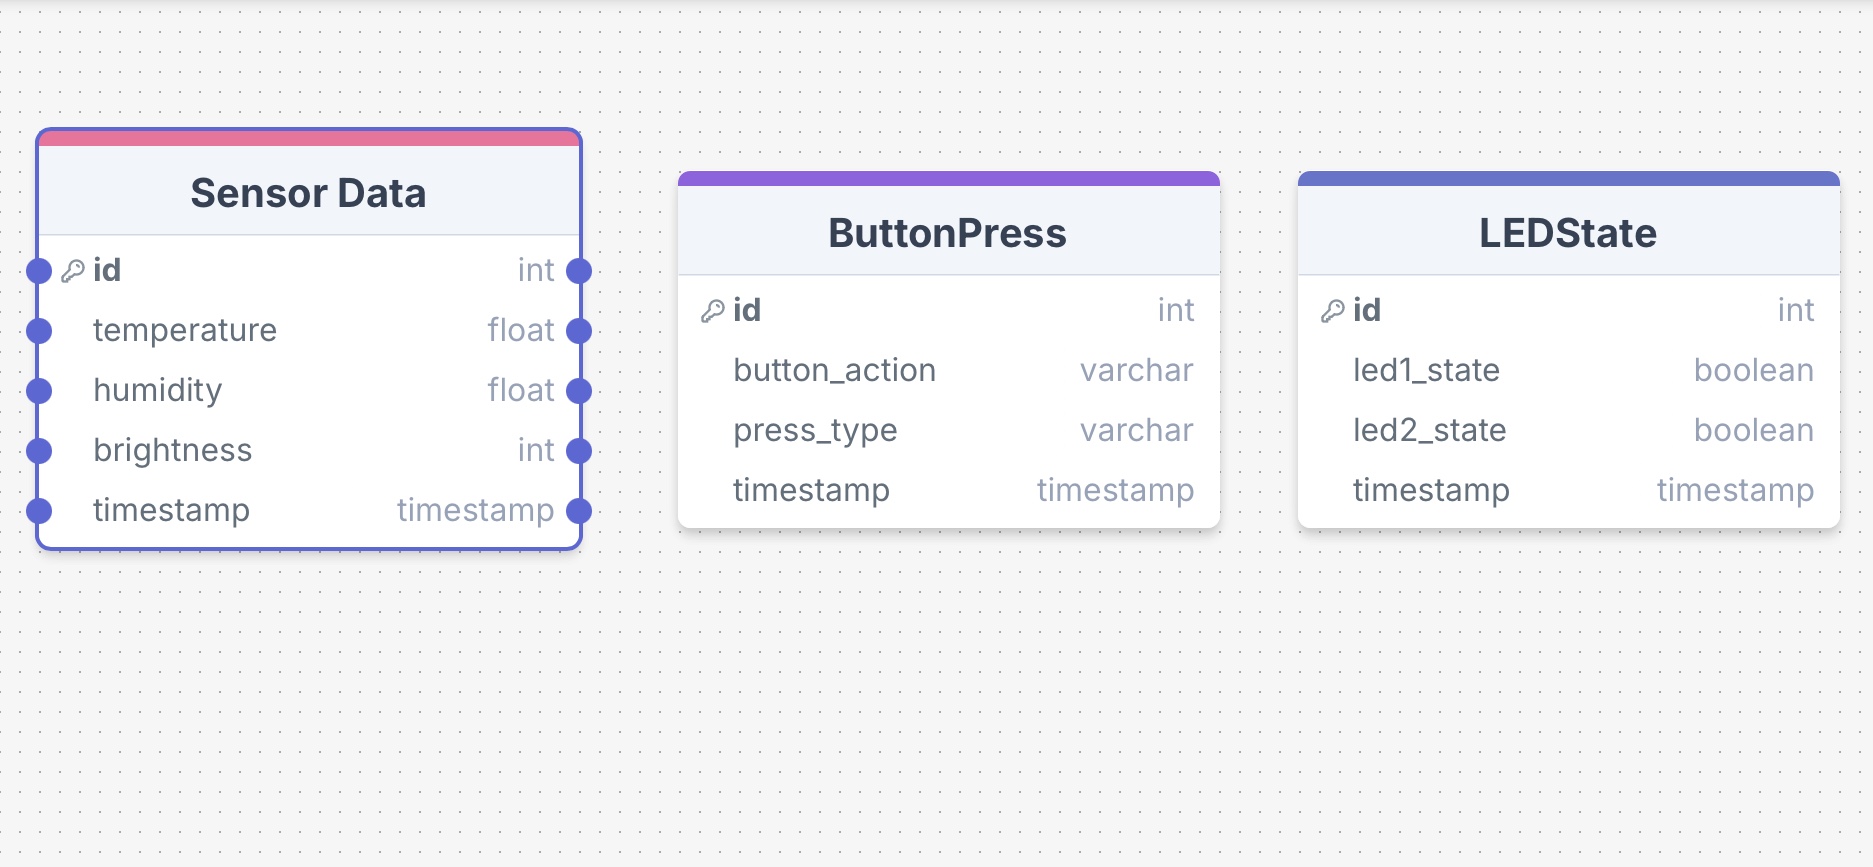 Sensor Data
id int
temperature float
humidity float
brightness int
timestamp timestamp
ButtonPress
id int
button_action varchar
press_type varchar
timestamp timestamp
LEDState
id int
led1_state boolean
led2_state boolean
timestamp timestamp